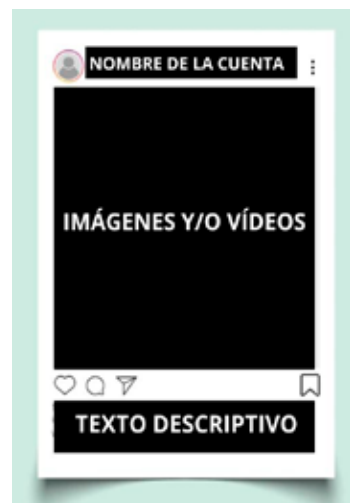 NOMBRE DE LA CUENTA
IMÁGENES Y/O VÍDEOS
TEXTO DESCRIPTIVO